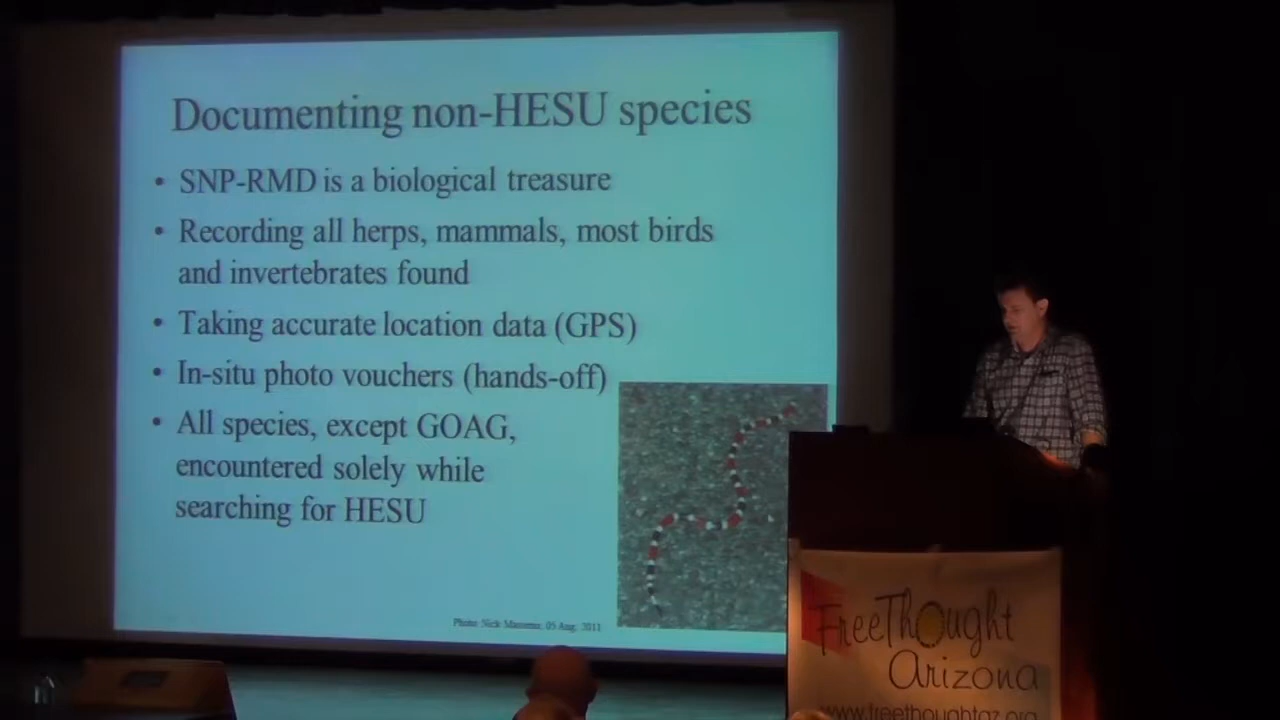 Documenting non-HESU species
• SNP-RMD is a biological treasure
• Recording all herps, mammals, most birds
and invertebrates found
• Taking accurate location data (GPS)
• In-situ photo vouchers (hands-off)
• All species, except GOAG,
encountered solely while
searching for HESU
Photo: Nick 05 Aug. 2011
FreeThought
Arizona
www.freethoughtaz.org